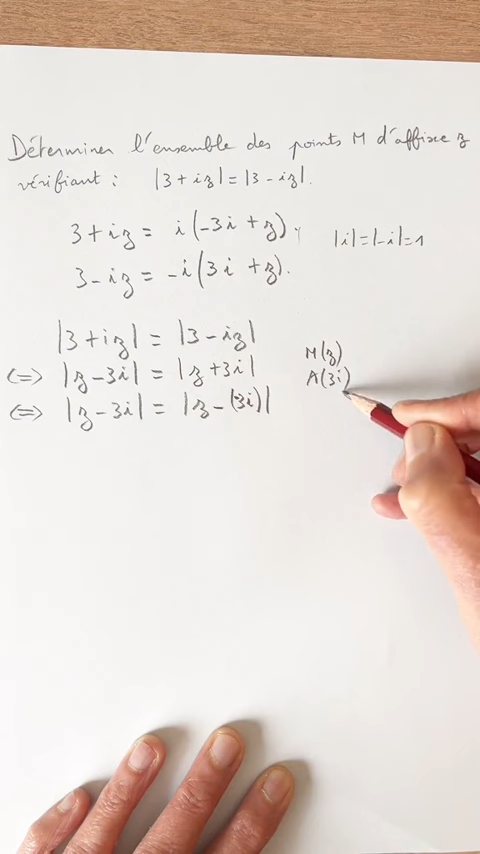 Déterminer l'ensemble des points M d'affixe z
vérifiant : |3 + iz| = |3 - iz|.
3 + iz = i(-3i + z).
|i| = |-i| = 1
3 - iz = -i(3i + z).
|3 + iz| = |3 - iz|
<=> |z - 3i| = |z + 3i|
<=> |z - 3i| = |z - (-3i)|
M(z)
A(3i)